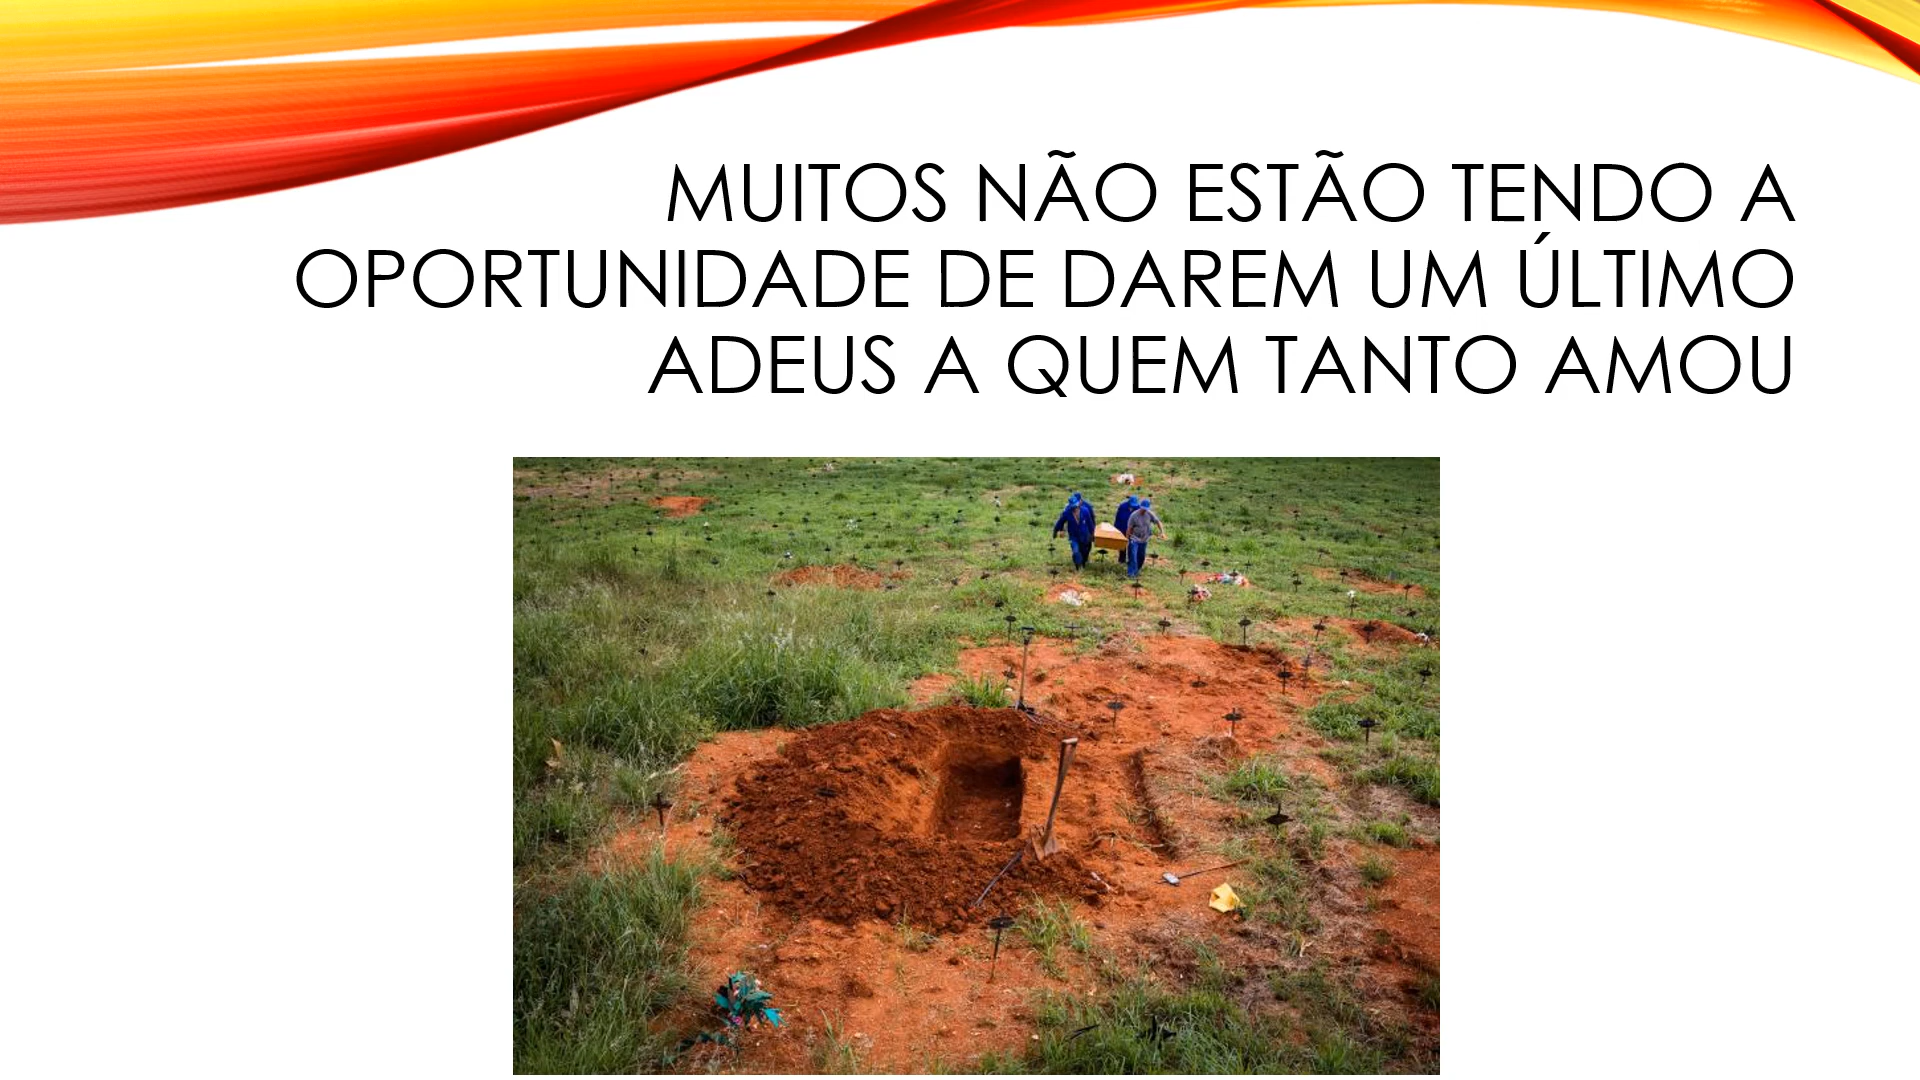 MUITOS NÃO ESTÃO TENDO A
OPORTUNIDADE DE DAREM UM ÚLTIMO
ADEUS A QUEM TANTO AMOU